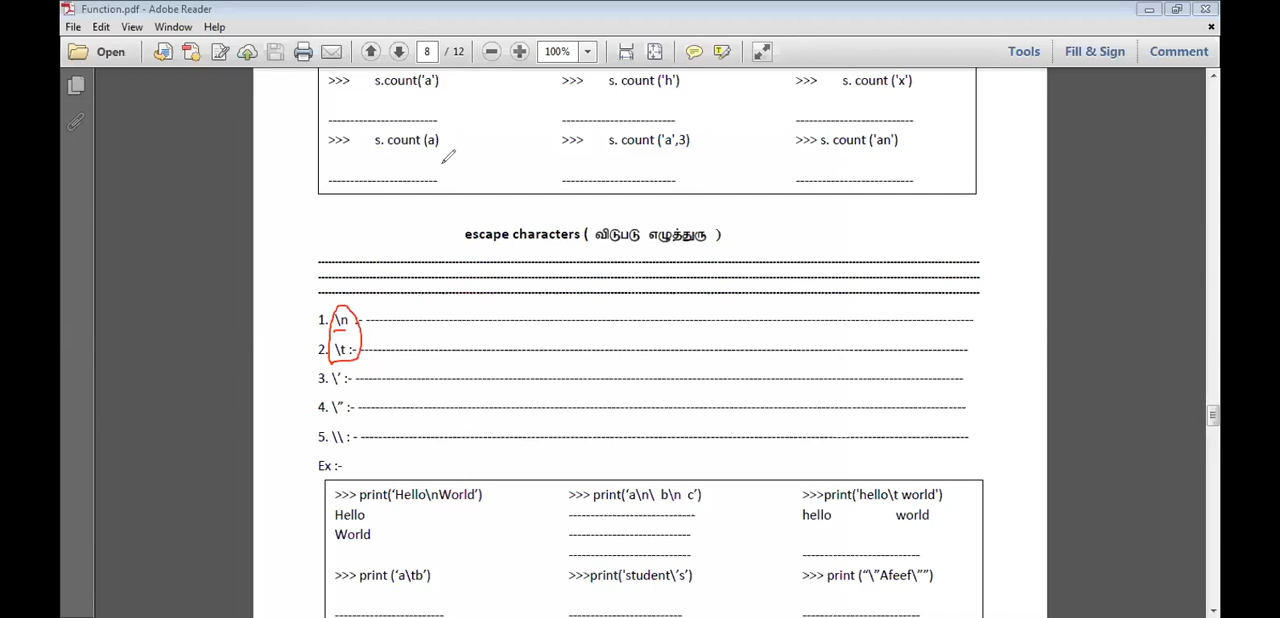 Function.pdf - Adobe Reader
File Edit View Window Help
Open 8 / 12 100% Tools Fill & Sign Comment
>>> s.count('a') >>> s. count ('h') >>> s. count ('x')
>>> s. count (a) >>> s. count ('a',3) >>> s. count ('an')
escape characters ( விடுபடு எழுத்துரு )
1. \n :-
2. \t :-
3. \’ :-
4. \” :-
5. \\ : -
Ex :-
>>> print(‘Hello\nWorld’) >>> print(‘a\n\ b\n c’) >>>print('hello\t world')
Hello hello world
World
>>> print (‘a\tb’) >>>print('student\’s’) >>> print (“\”Afeef\””)